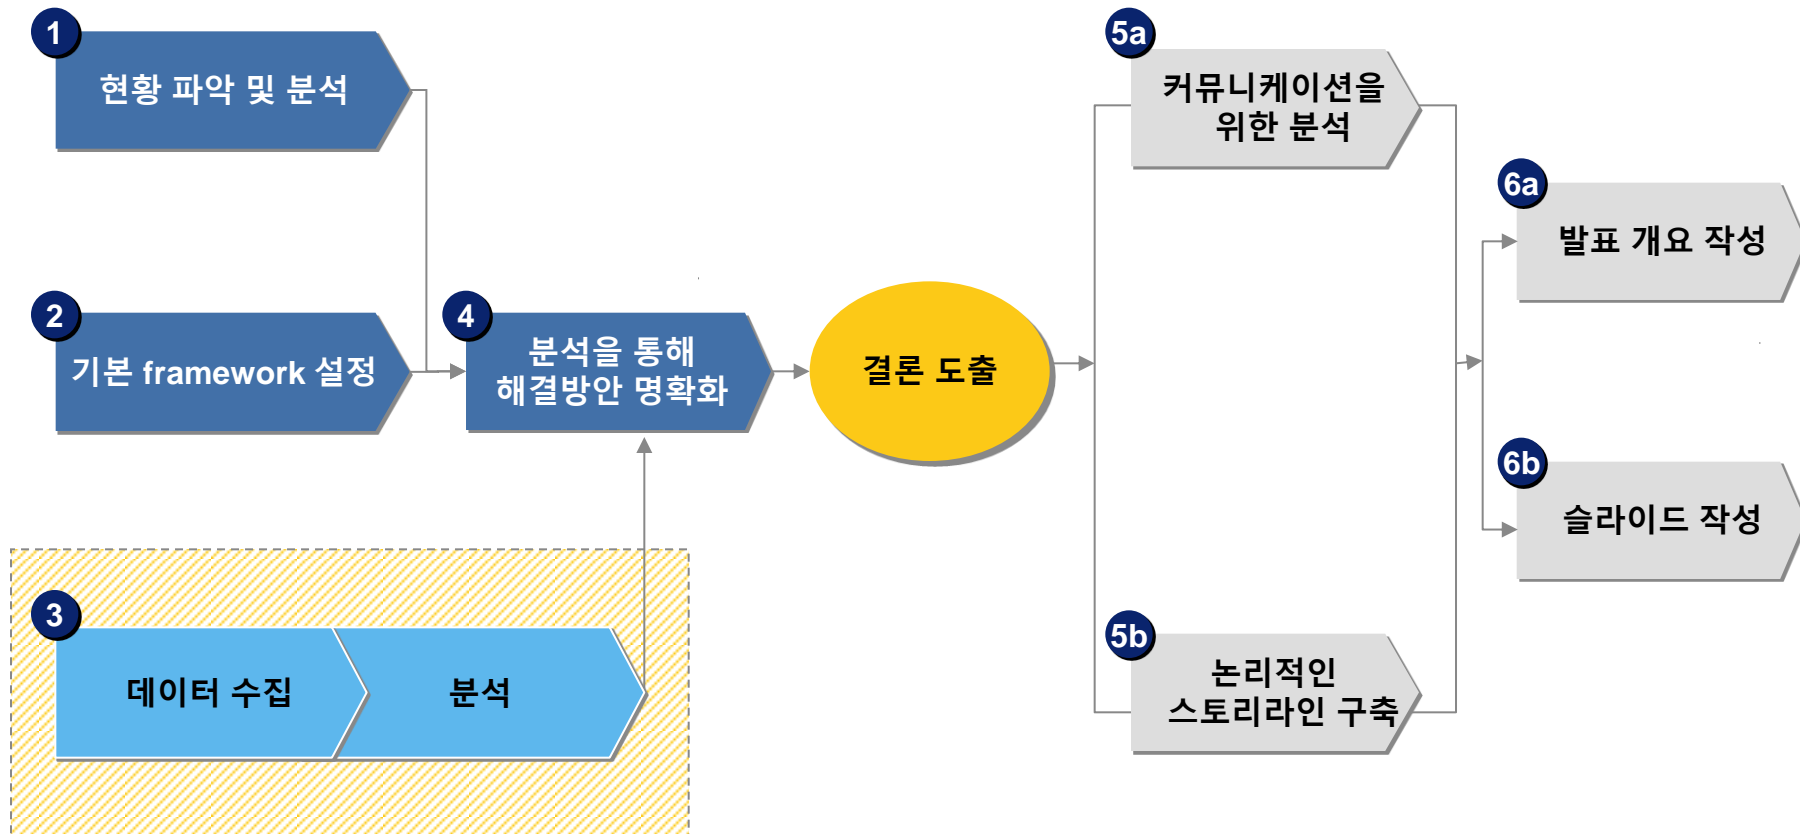 1
현황 파악 및 분석
2
기본 framework 설정
3
데이터 수집
분석
4
분석을 통해
해결방안 명확화
결론 도출
5a
커뮤니케이션을
위한 분석
5b
논리적인
스토리라인 구축
6a
발표 개요 작성
6b
슬라이드 작성